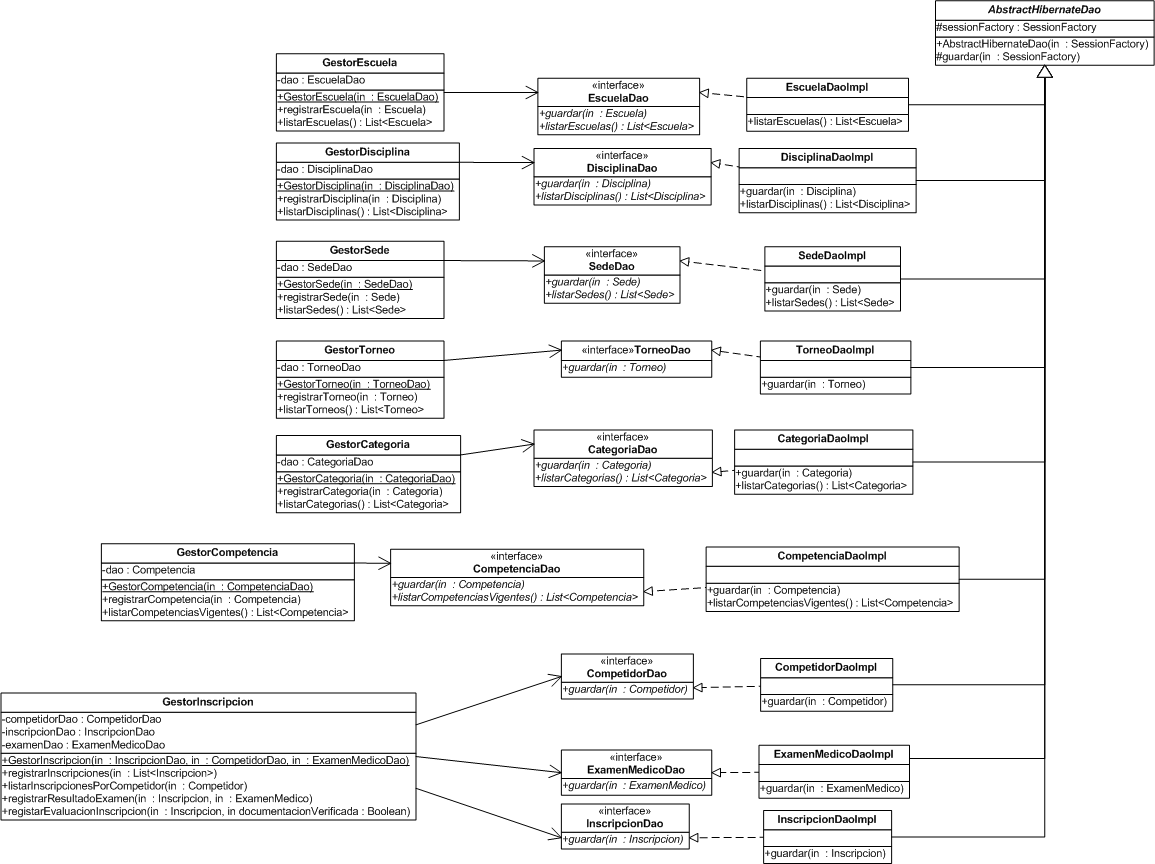 AbstractHibernateDao
#sessionFactory : SessionFactory
+AbstractHibernateDao(in : SessionFactory)
#guardar(in : SessionFactory)
GestorEscuela
-dao : EscuelaDao
+GestorEscuela(in : EscuelaDao)
+registrarEscuela(in : Escuela)
+listarEscuelas() : List<Escuela>
«interface»
EscuelaDao
+guardar(in : Escuela)
+listarEscuelas() : List<Escuela>
EscuelaDaoImpl
+listarEscuelas() : List<Escuela>
GestorDisciplina
-dao : DisciplinaDao
+GestorDisciplina(in : DisciplinaDao)
+registrarDisciplina(in : Disciplina)
+listarDisciplinas() : List<Disciplina>
«interface»
DisciplinaDao
+guardar(in : Disciplina)
+listarDisciplinas() : List<Disciplina>
DisciplinaDaoImpl
+guardar(in : Disciplina)
+listarDisciplinas() : List<Disciplina>
GestorSede
-dao : SedeDao
+GestorSede(in : SedeDao)
+registrarSede(in : Sede)
+listarSedes() : List<Sede>
«interface»
SedeDao
+guardar(in : Sede)
+listarSedes() : List<Sede>
SedeDaoImpl
+guardar(in : Sede)
+listarSedes() : List<Sede>
GestorTorneo
-dao : TorneoDao
+GestorTorneo(in : TorneoDao)
+registrarTorneo(in : Torneo)
+listarTorneos() : List<Torneo>
«interface»TorneoDao
+guardar(in : Torneo)
TorneoDaoImpl
+guardar(in : Torneo)
GestorCategoria
-dao : CategoriaDao
+GestorCategoria(in : CategoriaDao)
+registrarCategoria(in : Categoria)
+listarCategorias() : List<Categoria>
«interface»
CategoriaDao
+guardar(in : Categoria)
+listarCategorias() : List<Categoria>
CategoriaDaoImpl
+guardar(in : Categoria)
+listarCategorias() : List<Categoria>
GestorCompetencia
-dao : Competencia
+GestorCompetencia(in : CompetenciaDao)
+registrarCompetencia(in : Competencia)
+listarCompetenciasVigentes() : List<Competencia>
«interface»
CompetenciaDao
+guardar(in : Competencia)
+listarCompetenciasVigentes() : List<Competencia>
CompetenciaDaoImpl
+guardar(in : Competencia)
+listarCompetenciasVigentes() : List<Competencia>
GestorInscripcion
-competidorDao : CompetidorDao
-inscripcionDao : InscripcionDao
-examenDao : ExamenMedicoDao
+GestorInscripcion(in : InscripcionDao, in : CompetidorDao, in : ExamenMedicoDao)
+registrarInscripciones(in : List<Inscripcion>)
+listarInscripcionesPorCompetidor(in : Competidor)
+registrarResultadoExamen(in : Inscripcion, in : ExamenMedico)
+registarEvaluacionInscripcion(in : Inscripcion, in documentacionVerificada : Boolean)
«interface»
CompetidorDao
+guardar(in : Competidor)
CompetidorDaoImpl
+guardar(in : Competidor)
«interface»
ExamenMedicoDao
+guardar(in : ExamenMedico)
ExamenMedicoDaoImpl
+guardar(in : ExamenMedico)
«interface»
InscripcionDao
+guardar(in : Inscripcion)
InscripcionDaoImpl
+guardar(in : Inscripcion)